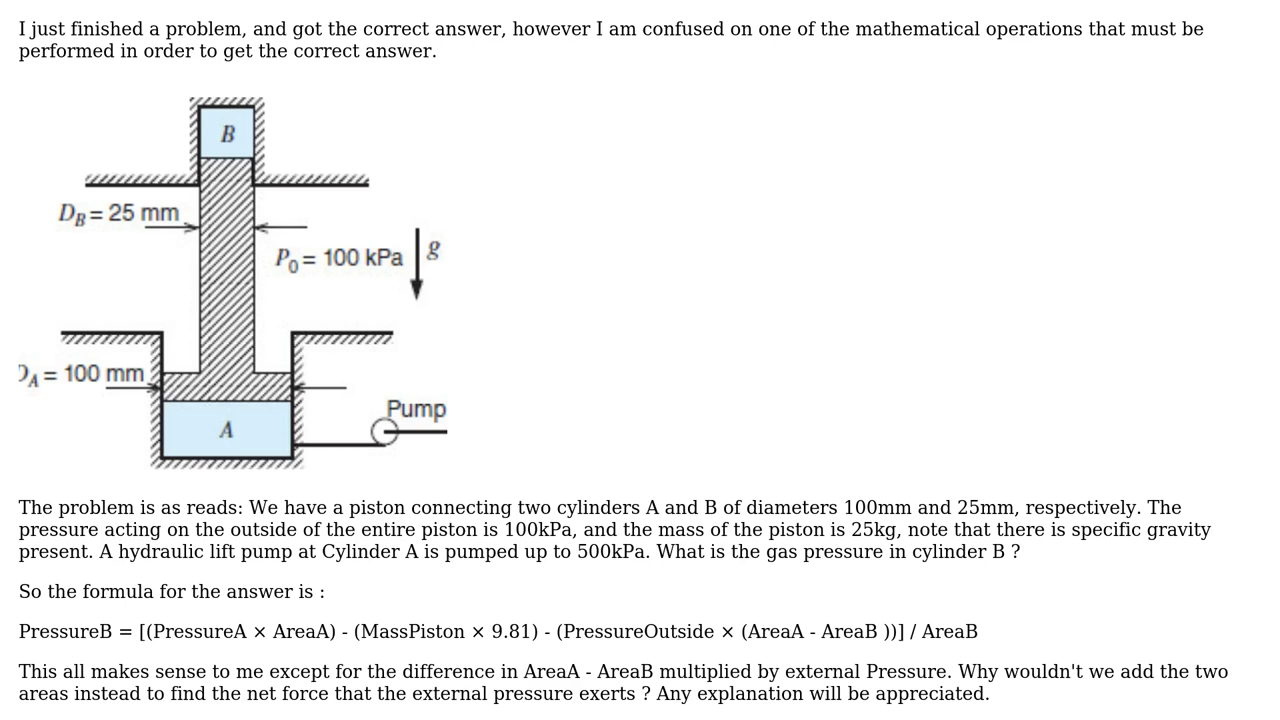 I just finished a problem, and got the correct answer, however I am confused on one of the mathematical operations that must be
performed in order to get the correct answer.
B
D_B = 25 mm
P_0 = 100 kPa
g
D_A = 100 mm
Pump
A
The problem is as reads: We have a piston connecting two cylinders A and B of diameters 100mm and 25mm, respectively. The
pressure acting on the outside of the entire piston is 100kPa, and the mass of the piston is 25kg, note that there is specific gravity
present. A hydraulic lift pump at Cylinder A is pumped up to 500kPa. What is the gas pressure in cylinder B ?
So the formula for the answer is :
PressureB = [(PressureA × AreaA) - (MassPiston × 9.81) - (PressureOutside × (AreaA - AreaB ))] / AreaB
This all makes sense to me except for the difference in AreaA - AreaB multiplied by external Pressure. Why wouldn't we add the two
areas instead to find the net force that the external pressure exerts ? Any explanation will be appreciated.